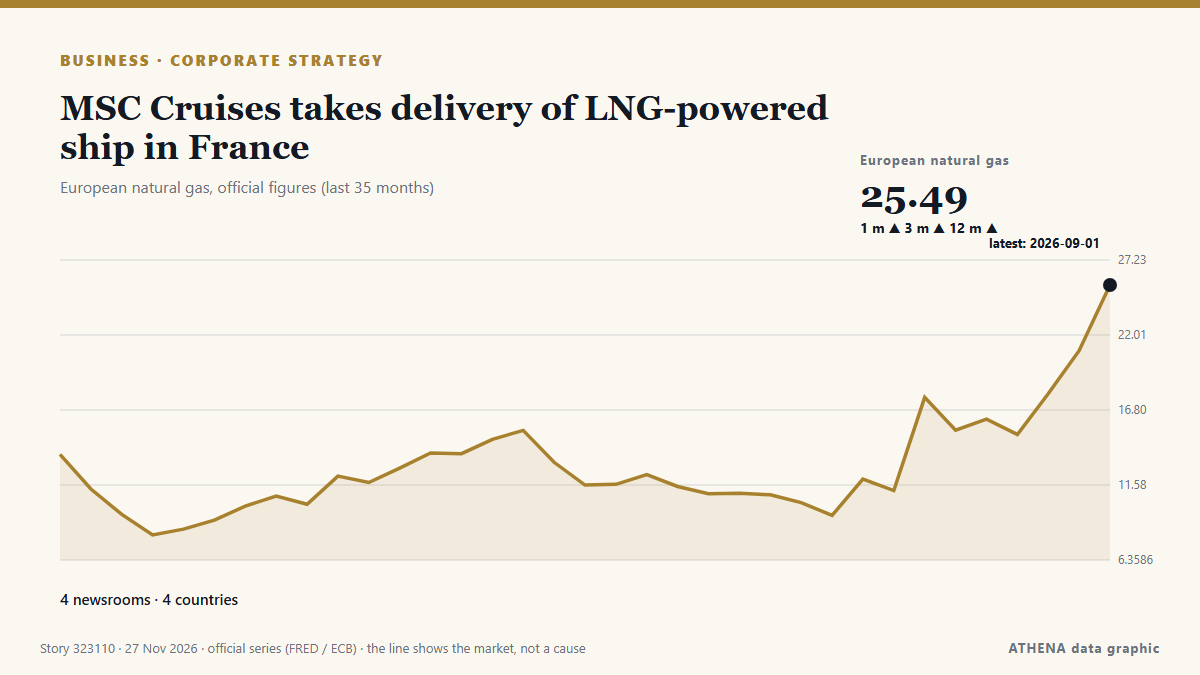 BUSINESS · CORPORATE STRATEGY
MSC Cruises takes delivery of LNG-powered
ship in France
European natural gas, official figures (last 35 months)
European natural gas
25.49
1 m ▲ 3 m ▲ 12 m ▲
latest: 2026-09-01
27.23
22.01
16.80
11.58
6.3586
4 newsrooms · 4 countries
Story 323110 · 27 Nov 2026 · official series (FRED / ECB) · the line shows the market, not a cause
ATHENA data graphic